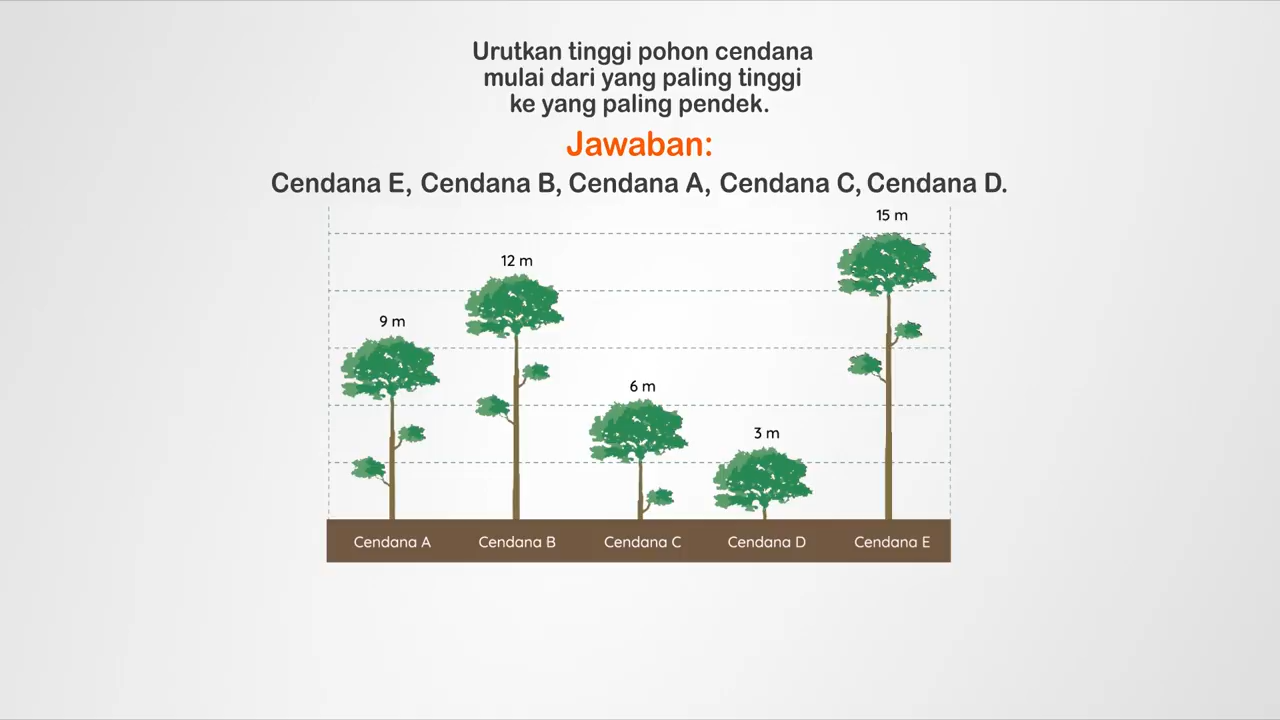 Urutkan tinggi pohon cendana
mulai dari yang paling tinggi
ke yang paling pendek.
Jawaban:
Cendana E, Cendana B, Cendana A, Cendana C, Cendana D.
15 m
12 m
9 m
6 m
3 m
Cendana A Cendana B Cendana C Cendana D Cendana E